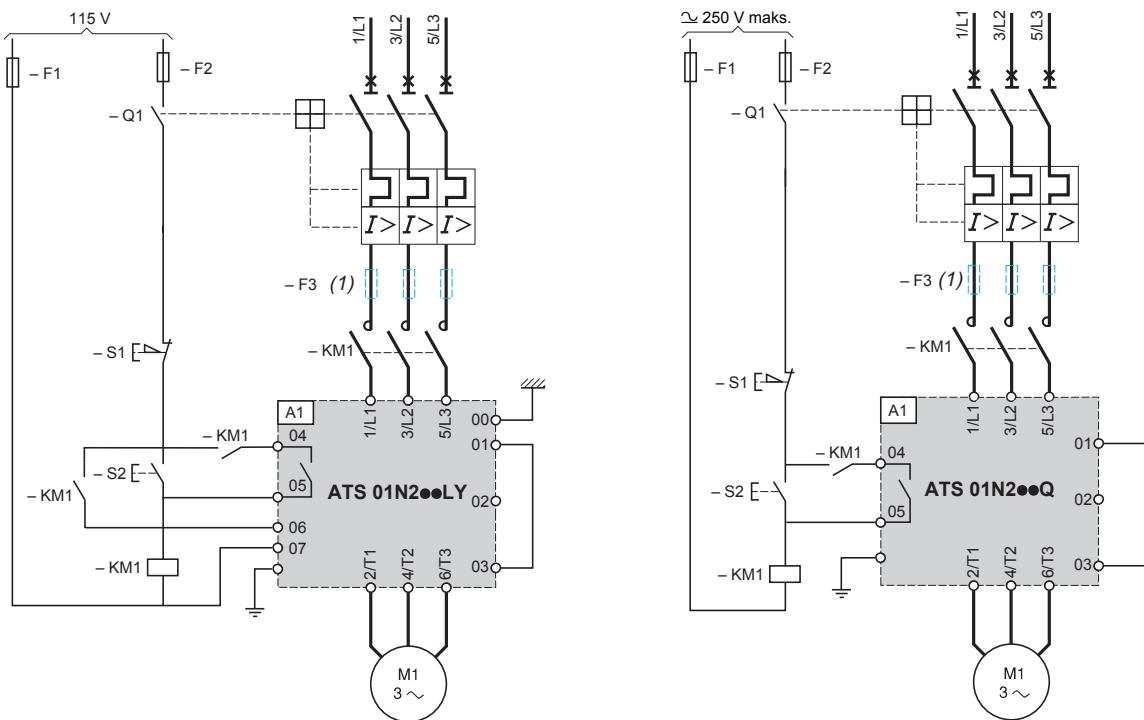 115 V
1/L1
3/L2
5/L3
– F1
– F2
– Q1
I>
I>
I>
– F3 (1)
– KM1
– S1
A1
1/L1
3/L2
5/L3
00
– KM1
04
01
– S2
– KM1
05
ATS 01N2●●LY
02
06
07
– KM1
2/T1
4/T2
6/T3
03
M1
3 ~
≃ 250 V maks.
1/L1
3/L2
5/L3
– F1
– F2
– Q1
I>
I>
I>
– F3 (1)
– KM1
– S1
A1
1/L1
3/L2
5/L3
– KM1
04
01
– S2
ATS 01N2●●Q
02
05
– KM1
2/T1
4/T2
6/T3
03
M1
3 ~